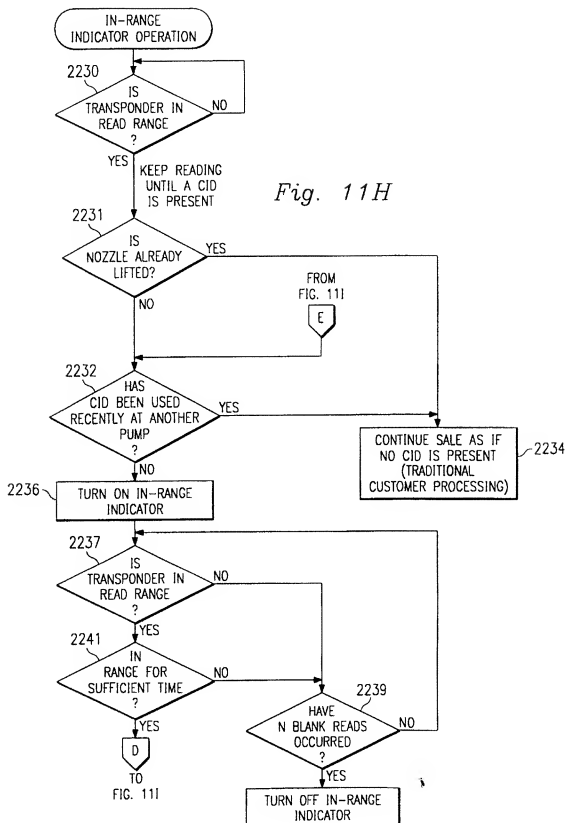 IN-RANGE
INDICATOR OPERATION
2230
IS
TRANSPONDER IN
READ RANGE
?
NO
YES
KEEP READING
UNTIL A CID
IS PRESENT
Fig. 11H
2231
IS
NOZZLE ALREADY
LIFTED?
YES
NO
FROM
FIG. 11I
E
2232
HAS
CID BEEN USED
RECENTLY AT ANOTHER
PUMP
?
YES
NO
CONTINUE SALE AS IF
NO CID IS PRESENT
(TRADITIONAL
CUSTOMER PROCESSING)
2234
2236
TURN ON IN-RANGE
INDICATOR
2237
IS
TRANSPONDER IN
READ RANGE
?
NO
YES
2241
IN
RANGE FOR
SUFFICIENT TIME
?
NO
YES
D
TO
FIG. 11I
2239
HAVE
N BLANK READS
OCCURRED
?
NO
YES
TURN OFF IN-RANGE
INDICATOR